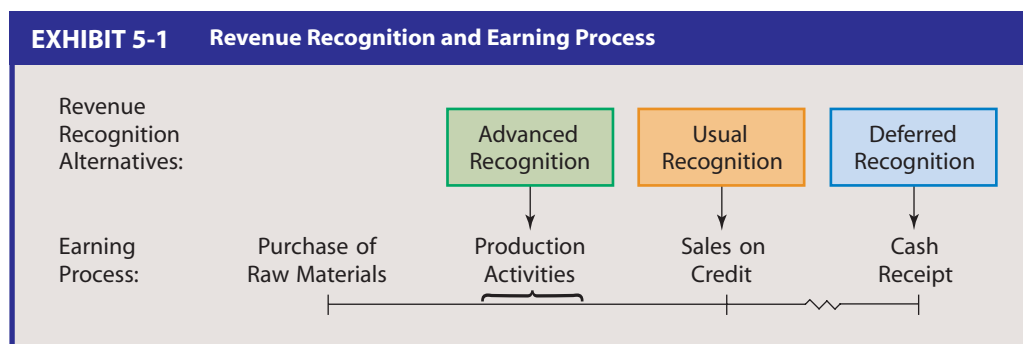 EXHIBIT 5-1 Revenue Recognition and Earning Process
Revenue
Recognition
Alternatives:
Advanced
Recognition
Usual
Recognition
Deferred
Recognition
Earning
Process:
Purchase of
Raw Materials
Production
Activities
Sales on
Credit
Cash
Receipt